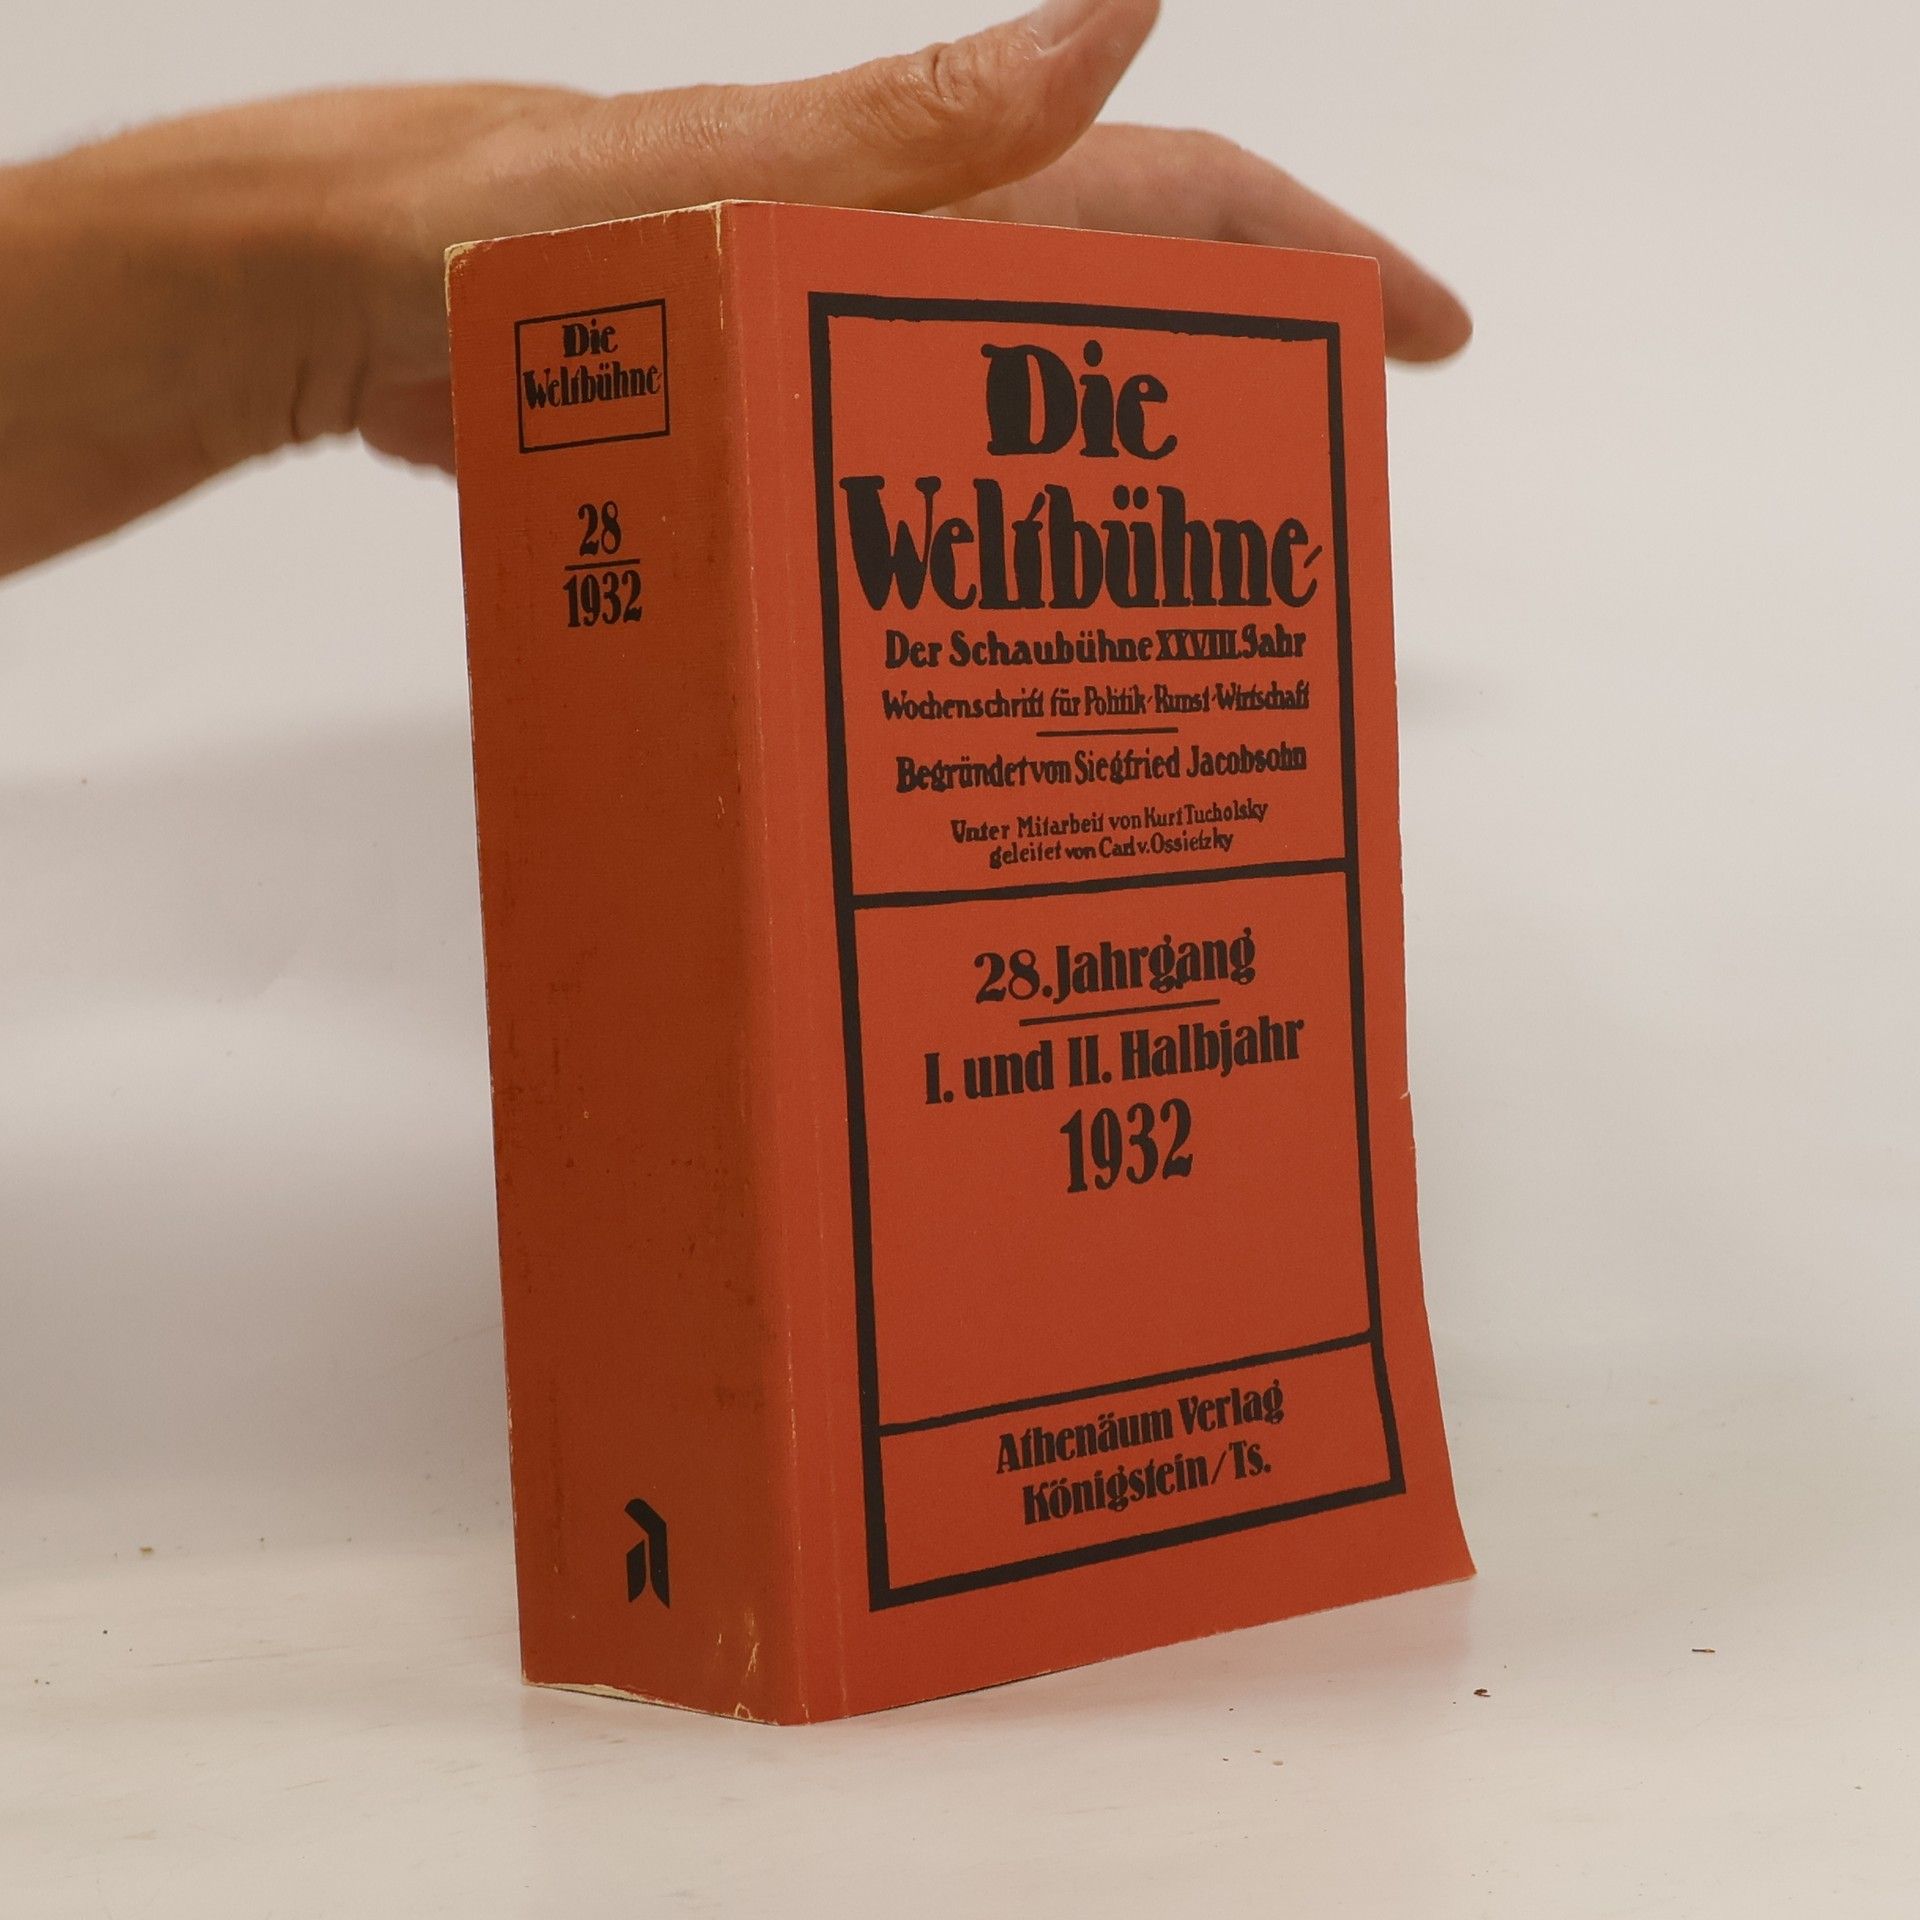 Die
Weltbühne
28
1932
Die
Weltbühne
Der Schaubühne XXVIII. Jahr
Wochenschrift für Politik·Kunst·Wirtschaft
Begründet von Siegfried Jacobsohn
Unter Mitarbeit von Kurt Tucholsky
geleitet von Carl v. Ossietzky
28. Jahrgang
I. und II. Halbjahr
1932
Athenäum Verlag
Königstein/Ts.